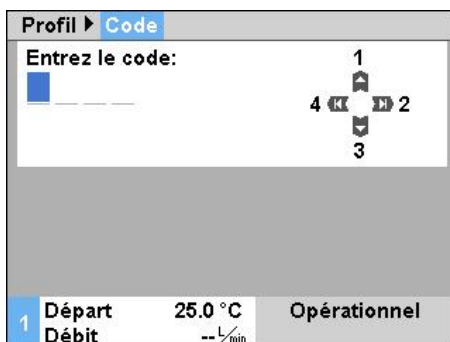 Profil ▶ Code
Entrez le code:
1
4 2
3
1 Départ 25.0 °C Opérationnel
Débit -- L/min